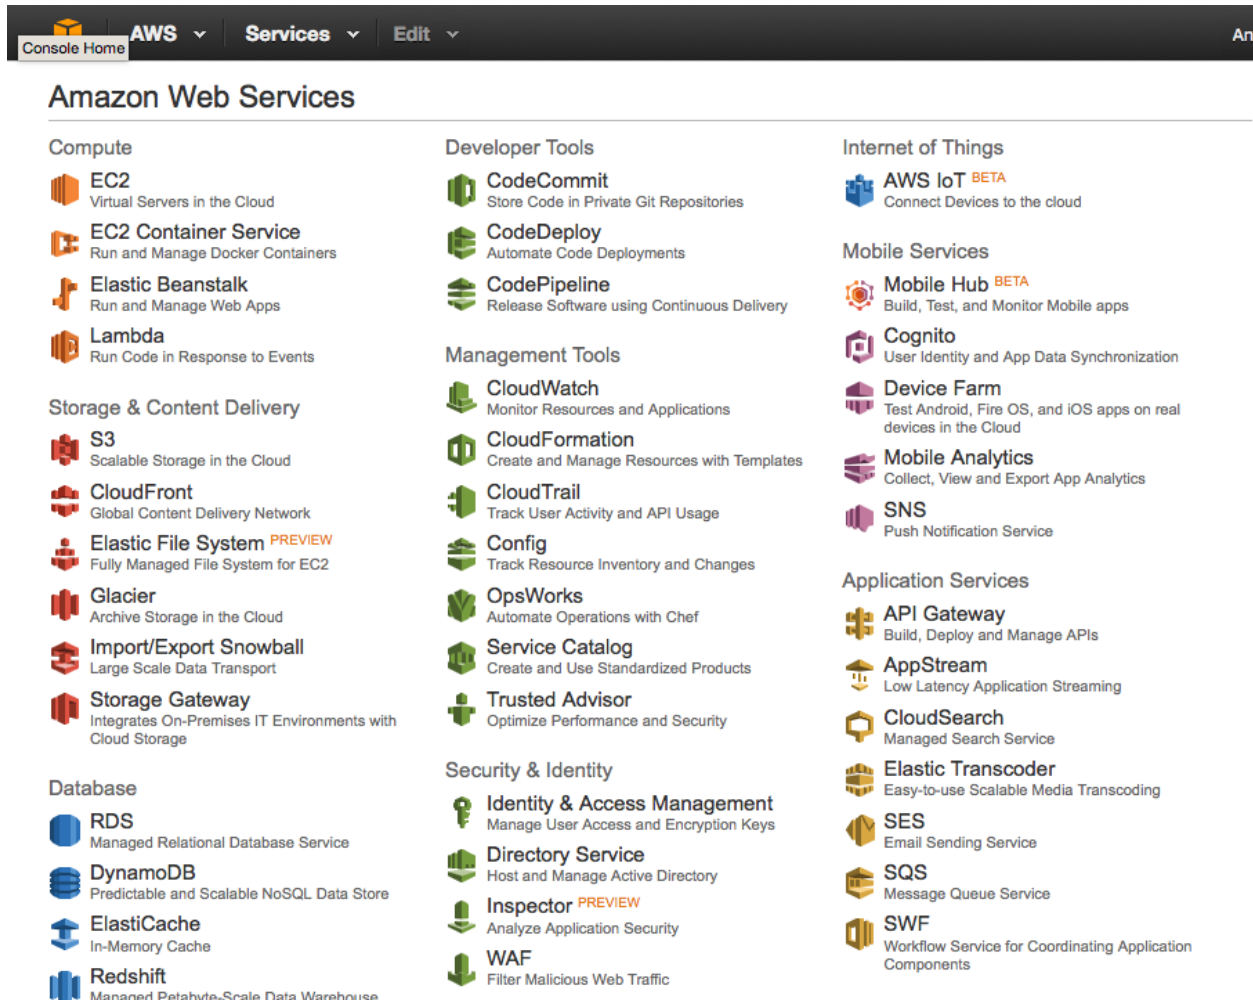 AWS Services Edit An
Console Home
Amazon Web Services
Compute
EC2
Virtual Servers in the Cloud
EC2 Container Service
Run and Manage Docker Containers
Elastic Beanstalk
Run and Manage Web Apps
Lambda
Run Code in Response to Events
Storage & Content Delivery
S3
Scalable Storage in the Cloud
CloudFront
Global Content Delivery Network
Elastic File System PREVIEW
Fully Managed File System for EC2
Glacier
Archive Storage in the Cloud
Import/Export Snowball
Large Scale Data Transport
Storage Gateway
Integrates On-Premises IT Environments with
Cloud Storage
Database
RDS
Managed Relational Database Service
DynamoDB
Predictable and Scalable NoSQL Data Store
ElastiCache
In-Memory Cache
Redshift
Managed Petabyte-Scale Data Warehouse
Developer Tools
CodeCommit
Store Code in Private Git Repositories
CodeDeploy
Automate Code Deployments
CodePipeline
Release Software using Continuous Delivery
Management Tools
CloudWatch
Monitor Resources and Applications
CloudFormation
Create and Manage Resources with Templates
CloudTrail
Track User Activity and API Usage
Config
Track Resource Inventory and Changes
OpsWorks
Automate Operations with Chef
Service Catalog
Create and Use Standardized Products
Trusted Advisor
Optimize Performance and Security
Security & Identity
Identity & Access Management
Manage User Access and Encryption Keys
Directory Service
Host and Manage Active Directory
Inspector PREVIEW
Analyze Application Security
WAF
Filter Malicious Web Traffic
Internet of Things
AWS IoT BETA
Connect Devices to the cloud
Mobile Services
Mobile Hub BETA
Build, Test, and Monitor Mobile apps
Cognito
User Identity and App Data Synchronization
Device Farm
Test Android, Fire OS, and iOS apps on real
devices in the Cloud
Mobile Analytics
Collect, View and Export App Analytics
SNS
Push Notification Service
Application Services
API Gateway
Build, Deploy and Manage APIs
AppStream
Low Latency Application Streaming
CloudSearch
Managed Search Service
Elastic Transcoder
Easy-to-use Scalable Media Transcoding
SES
Email Sending Service
SQS
Message Queue Service
SWF
Workflow Service for Coordinating Application
Components